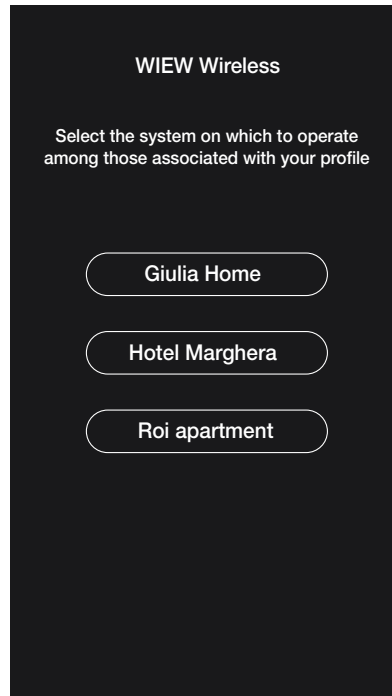 WIEW Wireless
Select the system on which to operate
among those associated with your profile
Giulia Home
Hotel Marghera
Roi apartment